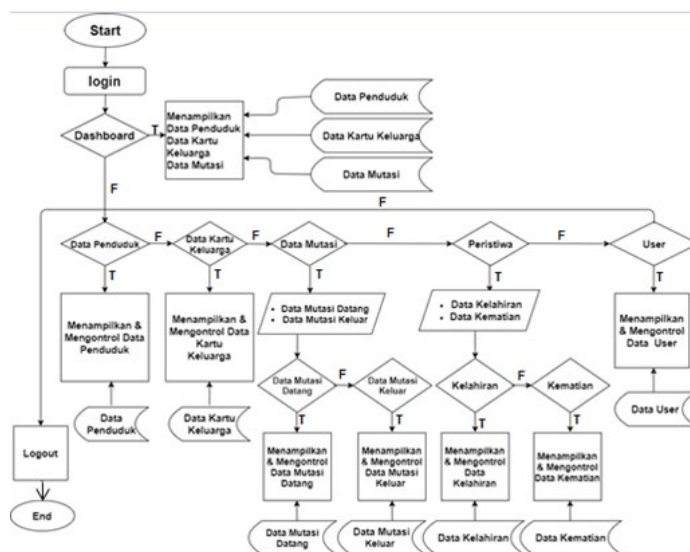 Start
login
Dashboard
T
Menampilkan
Data Penduduk
Data Kartu
Keluarga
Data Mutasi
Data Penduduk
Data Kartu Keluarga
Data Mutasi
F
F
Data Penduduk
F
Data Kartu
Keluarga
F
Data Mutasi
F
Peristiwa
F
User
T
T
T
T
T
Menampilkan &
Mengontrol Data
Penduduk
Menampilkan &
Mengontrol Data
Kartu
Keluarga
• Data Mutasi Datang
• Data Mutasi Keluar
• Data Kelahiran
• Data Kematian
Menampilkan &
Mengontrol
Data User
Data Mutasi
Datang
F
Data Mutasi
Keluar
Kelahiran
F
Kematian
Data
Penduduk
Data Kartu
Keluarga
Data User
T
T
T
T
Logout
Menampilkan
& Mengontrol
Data Mutasi
Datang
Menampilkan
& Mengontrol
Data Mutasi
Keluar
Menampilkan
& Mengontrol
Data
Kelahiran
Menampilkan
& Mengontrol
Data Kematian
End
Data Mutasi
Datang
Data Mutasi
Keluar
Data Kelahiran
Data Kematian